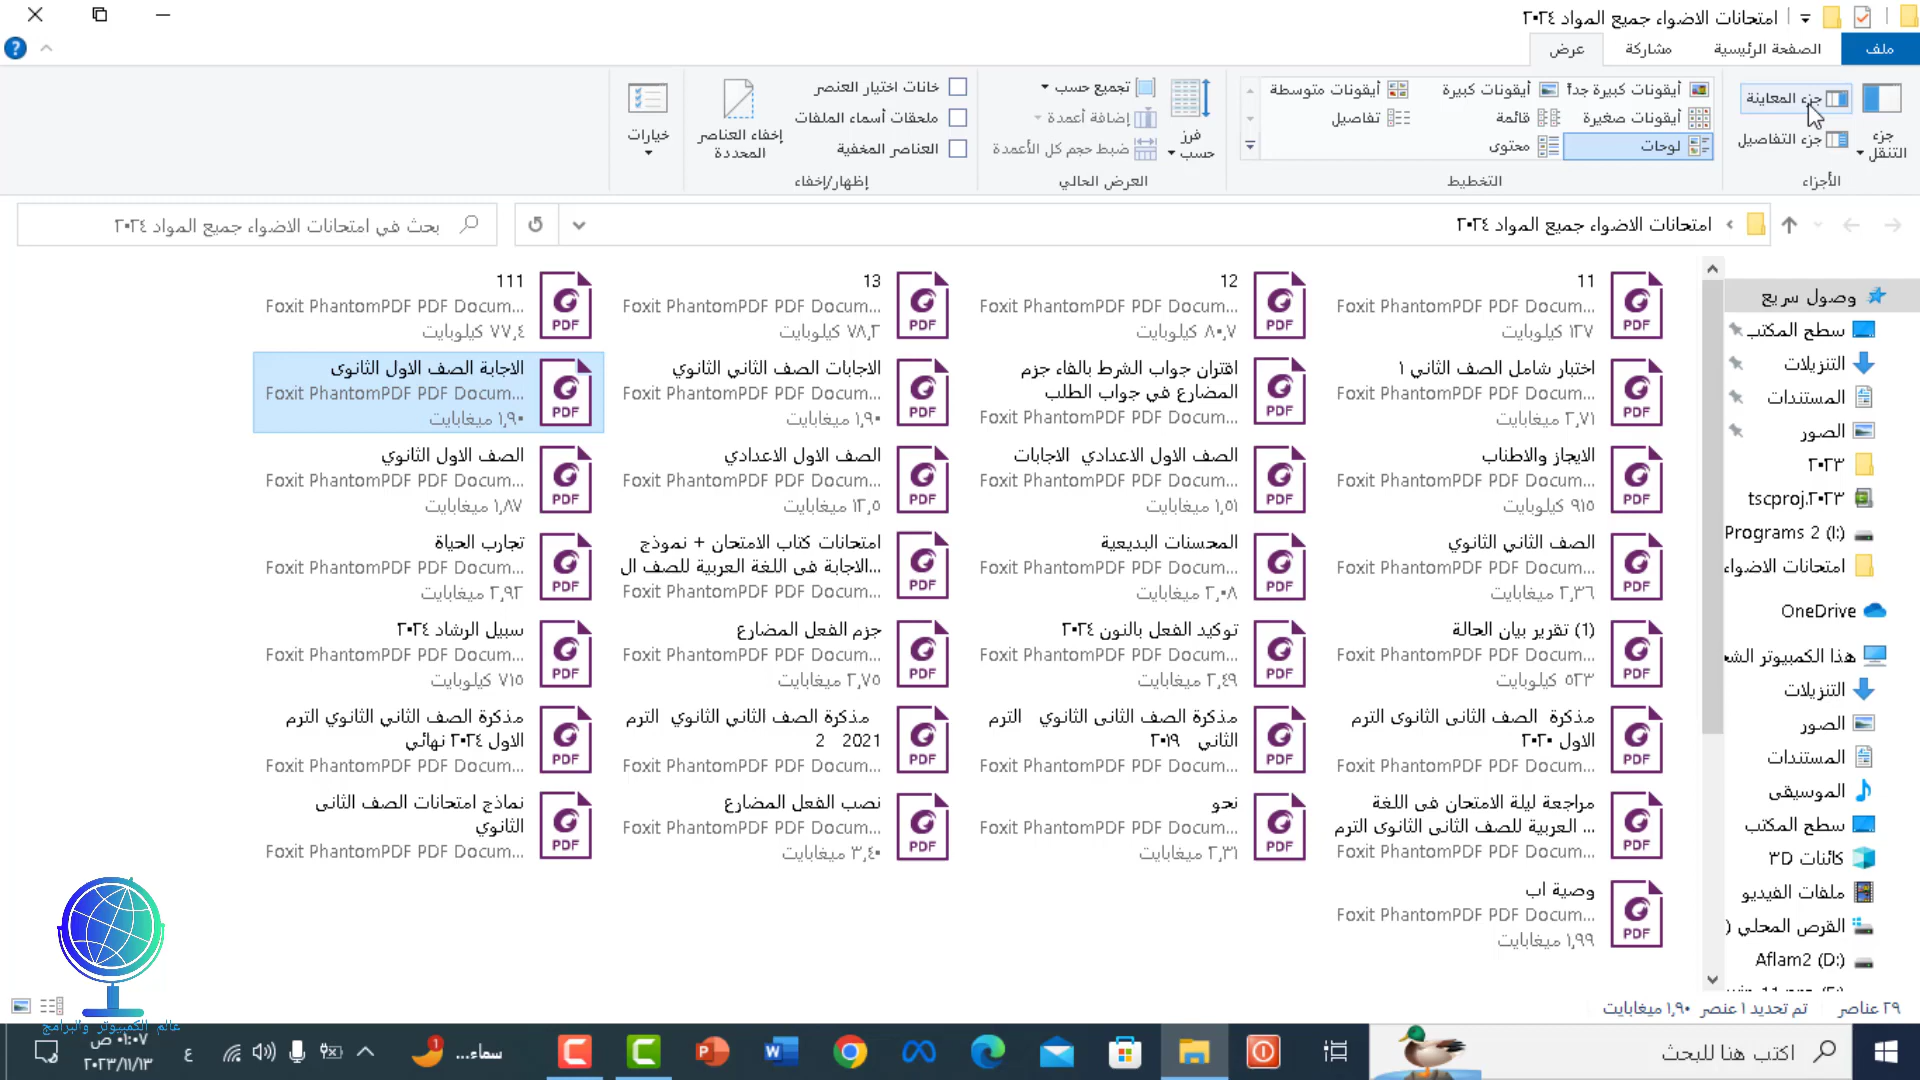 امتحانات الاضواء جميع المواد ٢٠٢٤
ملف
الصفحة الرئيسية
مشاركة
عرض
جزء التنقل
جزء المعاينة
جزء التفاصيل
الأجزاء
أيقونات كبيرة جداً
أيقونات كبيرة
أيقونات متوسطة
أيقونات صغيرة
قائمة
تفاصيل
لوحات
محتوى
التخطيط
فرز حسب
تجميع حسب
إضافة أعمدة
ضبط حجم كل الأعمدة
العرض الحالي
خانات اختيار العنصر
ملحقات أسماء الملفات
العناصر المخفية
إخفاء العناصر المحددة
إظهار/إخفاء
خيارات
امتحانات الاضواء جميع المواد ٢٠٢٤
بحث في امتحانات الاضواء جميع المواد ٢٠٢٤
وصول سريع
سطح المكتب
التنزيلات
المستندات
الصور
٢٠٢٣
tscproj.٢٠٢٣
Programs 2 (I:)
امتحانات الاضواء
OneDrive
هذا الكمبيوتر الشخ
التنزيلات
الصور
المستندات
الموسيقى
سطح المكتب
كائنات ٣D
ملفات الفيديو
القرص المحلي (
Aflam2 (D:)
11
Foxit PhantomPDF PDF Docum...
١٢٧ كيلوبايت
12
Foxit PhantomPDF PDF Docum...
٨٠,٧ كيلوبايت
13
Foxit PhantomPDF PDF Docum...
٧٨,٢ كيلوبايت
111
Foxit PhantomPDF PDF Docum...
٧٧,٤ كيلوبايت
اختبار شامل الصف الثاني ١
Foxit PhantomPDF PDF Docum...
٢,٧١ ميغابايت
اقتران جواب الشرط بالفاء جزم
المضارع في جواب الطلب
Foxit PhantomPDF PDF Docum...
الاجابات الصف الثاني الثانوي
Foxit PhantomPDF PDF Docum...
١,٩٠ ميغابايت
الاجابة الصف الاول الثانوى
Foxit PhantomPDF PDF Docum...
١,٩٠ ميغابايت
الايجاز والاطناب
Foxit PhantomPDF PDF Docum...
٩١٥ كيلوبايت
الصف الاول الاعدادي الاجابات
Foxit PhantomPDF PDF Docum...
١,٥١ ميغابايت
الصف الاول الاعدادي
Foxit PhantomPDF PDF Docum...
١٢,٥ ميغابايت
الصف الاول الثانوي
Foxit PhantomPDF PDF Docum...
١,٨٧ ميغابايت
الصف الثاني الثانوي
Foxit PhantomPDF PDF Docum...
٢,٣٦ ميغابايت
المحسنات البديعية
Foxit PhantomPDF PDF Docum...
٢,٠٨ ميغابايت
امتحانات كتاب الامتحان + نموذج
الاجابة فى اللغة العربية للصف ال...
Foxit PhantomPDF PDF Docum...
تجارب الحياة
Foxit PhantomPDF PDF Docum...
٢,٩٢ ميغابايت
تقرير بيان الحالة (1)
Foxit PhantomPDF PDF Docum...
٥٢٣ كيلوبايت
توكيد الفعل بالنون ٢٠٢٤
Foxit PhantomPDF PDF Docum...
٢,٤٩ ميغابايت
جزم الفعل المضارع
Foxit PhantomPDF PDF Docum...
٢,٧٥ ميغابايت
سبيل الرشاد ٢٠٢٤
Foxit PhantomPDF PDF Docum...
٧١٥ كيلوبايت
مذكرة الصف الثانى الثانوى الترم
الاول ٢٠٢٠
Foxit PhantomPDF PDF Docum...
مذكرة الصف الثانى الثانوي الترم
الثاني ٢٠١٩
Foxit PhantomPDF PDF Docum...
مذكرة الصف الثاني الثانوي الترم
2 2021
Foxit PhantomPDF PDF Docum...
مذكرة الصف الثاني الثانوي الترم
الاول ٢٠٢٤ نهائي
Foxit PhantomPDF PDF Docum...
مراجعة ليلة الامتحان فى اللغة
العربية للصف الثانى الثانوى الترم ...
Foxit PhantomPDF PDF Docum...
نحو
Foxit PhantomPDF PDF Docum...
٢,٣١ ميغابايت
نصب الفعل المضارع
Foxit PhantomPDF PDF Docum...
٣,٤٠ ميغابايت
نماذج امتحانات الصف الثانى
الثانوي
Foxit PhantomPDF PDF Docum...
وصية اب
Foxit PhantomPDF PDF Docum...
١,٩٩ ميغابايت
٢٩ عناصر
تم تحديد ١ عنصر ١,٩٠ ميغابايت
عالم الكمبيوتر والبرامج
اكتب هنا للبحث
سماء...
ع
٠١:٠٧ ص
٢٠٢٣/١١/١٣